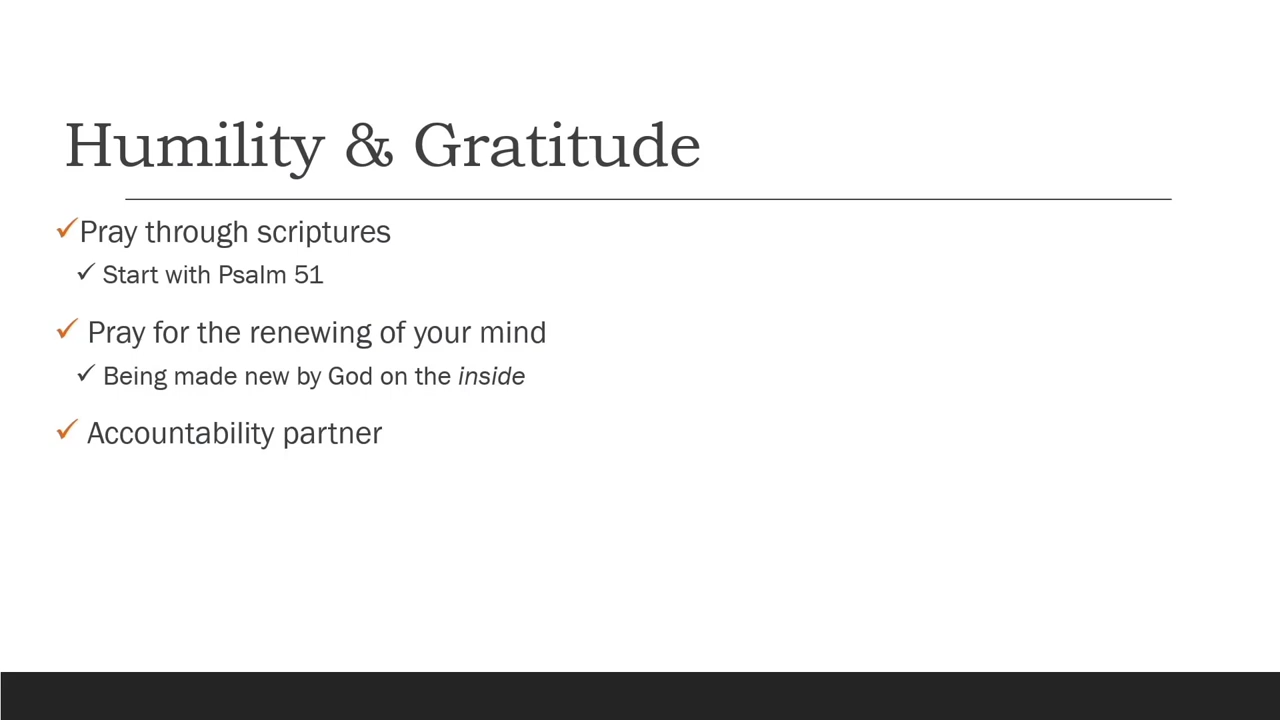 Humility & Gratitude
✓Pray through scriptures
✓ Start with Psalm 51
✓ Pray for the renewing of your mind
✓ Being made new by God on the inside
✓ Accountability partner